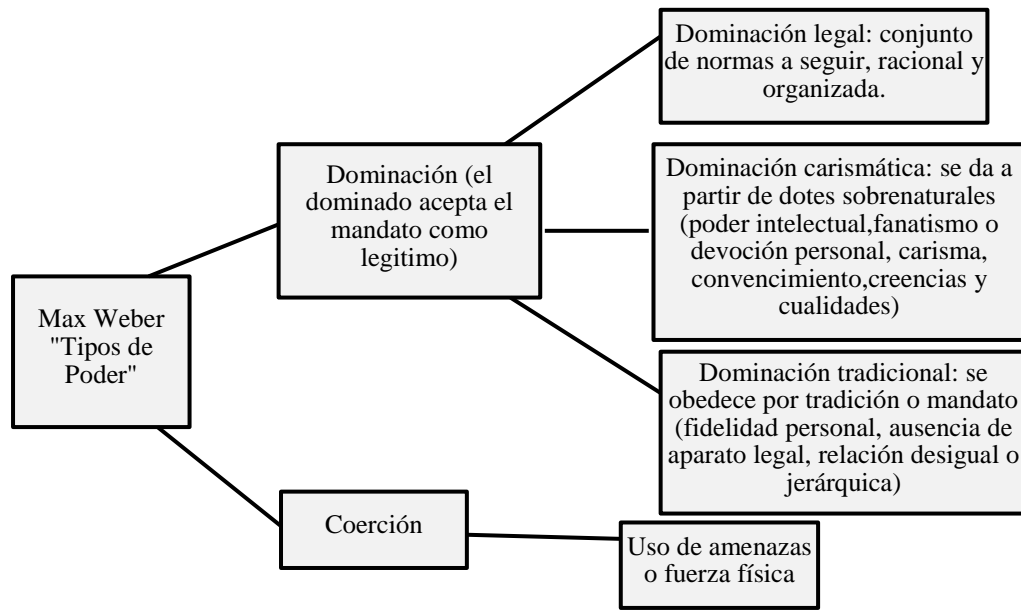 Max Weber
"Tipos de
Poder"
Dominación (el
dominado acepta el
mandato como
legitimo)
Dominación legal: conjunto
de normas a seguir, racional y
organizada.
Dominación carismática: se da a
partir de dotes sobrenaturales
(poder intelectual,fanatismo o
devoción personal, carisma,
convencimiento,creencias y
cualidades)
Dominación tradicional: se
obedece por tradición o mandato
(fidelidad personal, ausencia de
aparato legal, relación desigual o
jerárquica)
Coerción
Uso de amenazas
o fuerza física